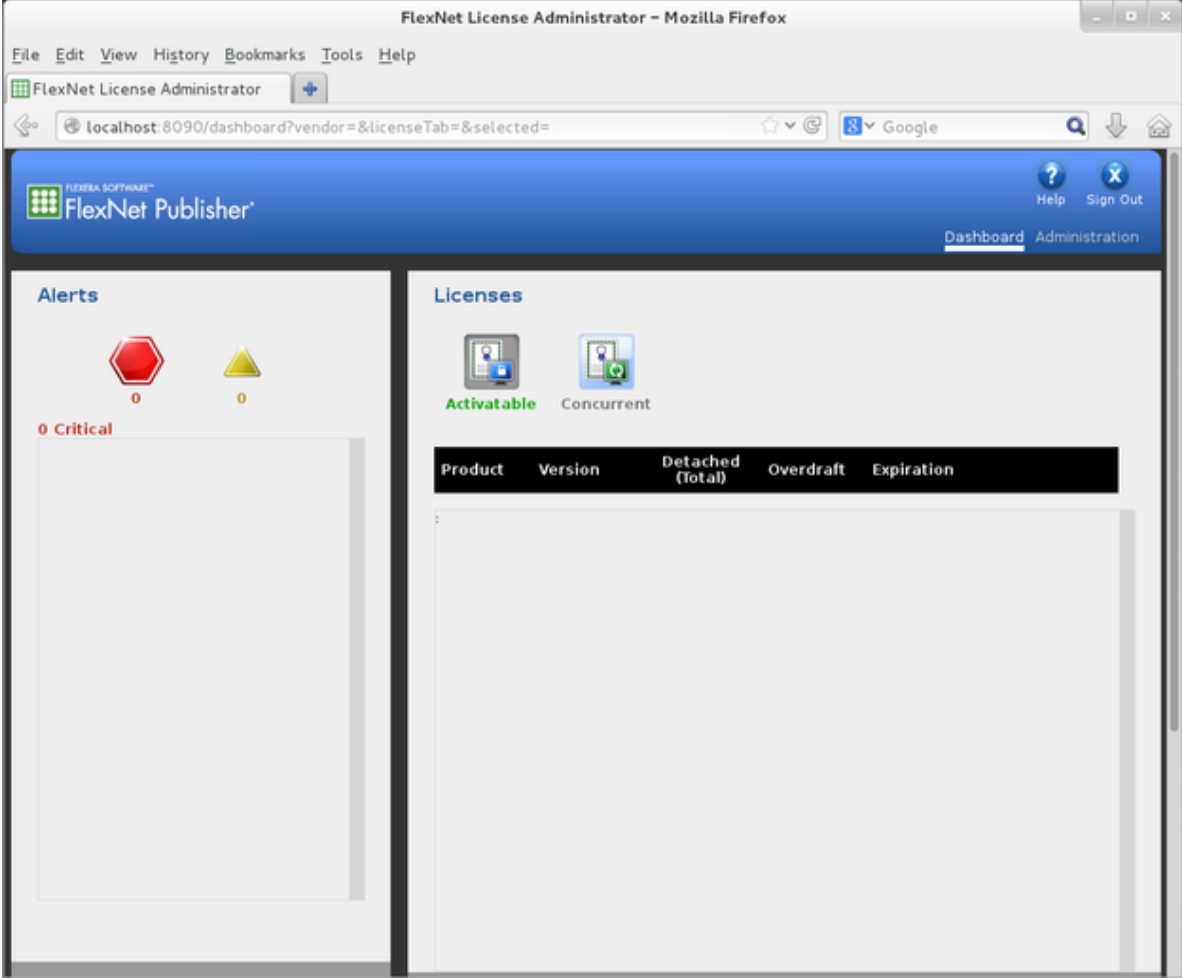 FlexNet License Administrator – Mozilla Firefox
File Edit View History Bookmarks Tools Help
FlexNet License Administrator
localhost:8090/dashboard?vendor=&licenseTab=&selected=
8 Google
FLEXERA SOFTWARE™
FlexNet Publisher
? X
Help Sign Out
Dashboard Administration
Alerts
0 0
0 Critical
Licenses
Activatable Concurrent
Product Version Detached (Total) Overdraft Expiration
: